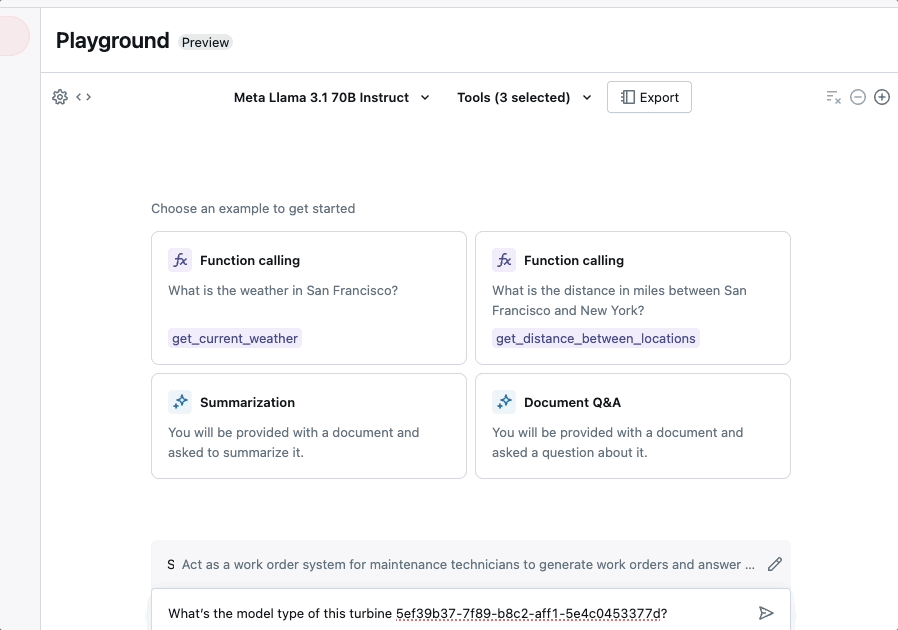 Playground Preview
Meta Llama 3.1 70B Instruct Tools (3 selected) Export
Choose an example to get started
fx Function calling
What is the weather in San Francisco?
get_current_weather
fx Function calling
What is the distance in miles between San
Francisco and New York?
get_distance_between_locations
Summarization
You will be provided with a document and
asked to summarize it.
Document Q&A
You will be provided with a document and
asked a question about it.
S Act as a work order system for maintenance technicians to generate work orders and answer ...
What's the model type of this turbine 5ef39b37-7f89-b8c2-aff1-5e4c0453377d?